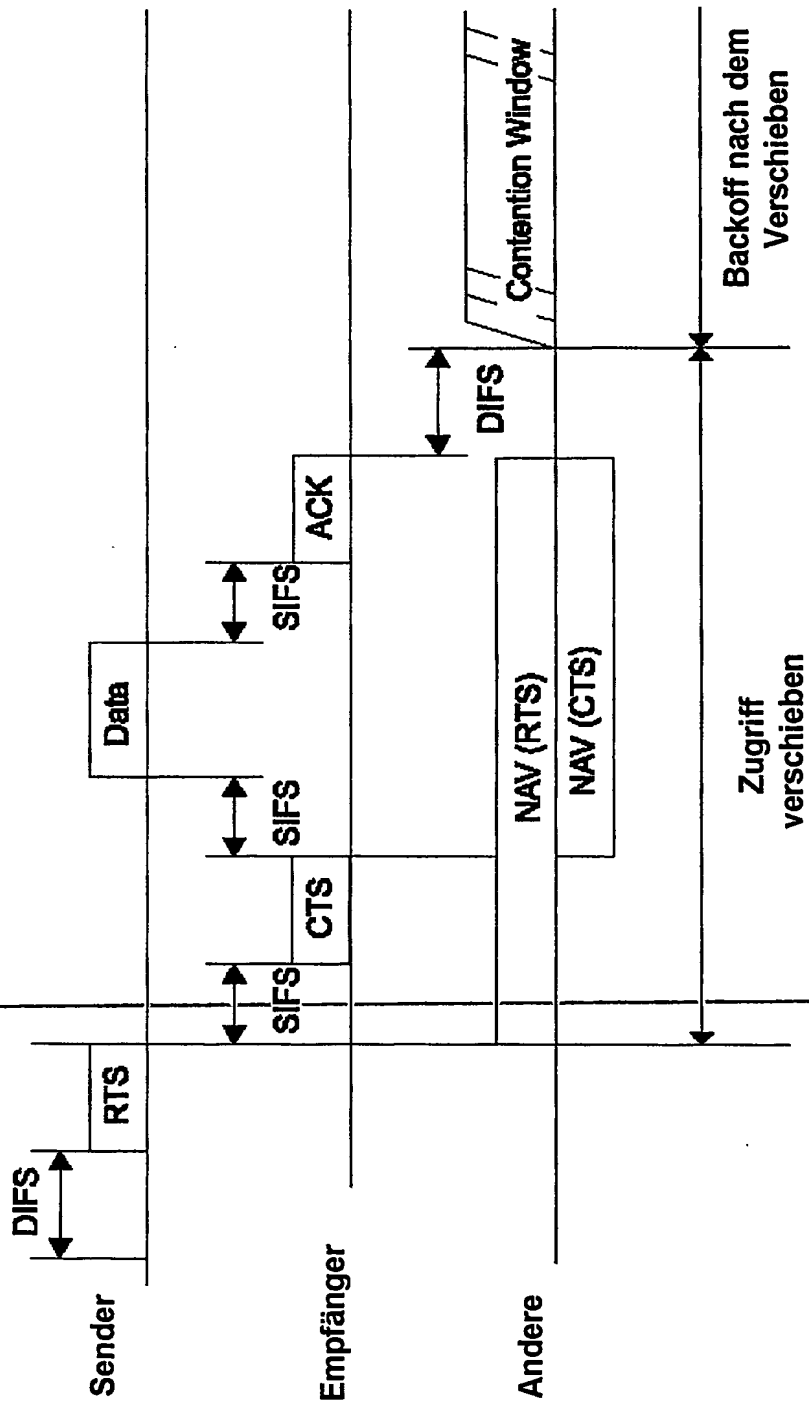 DIFS
Sender
RTS
Data
SIFS
SIFS
SIFS
Empfänger
CTS
ACK
DIFS
Andere
NAV (RTS)
NAV (CTS)
Contention Window
Zugriff
verschieben
Backoff nach dem
Verschieben